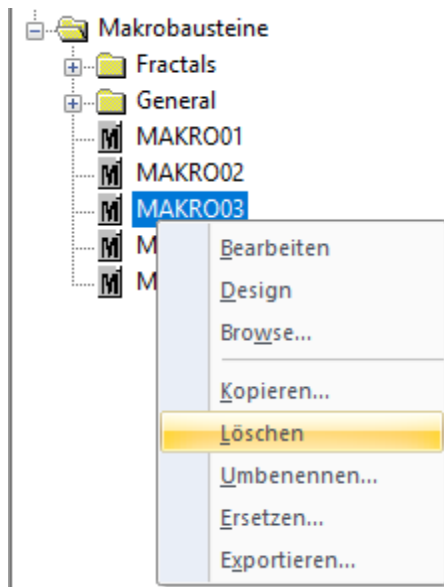 Makrobausteine
Fractals
General
MAKRO01
MAKRO02
MAKRO03
M
M
Bearbeiten
Design
Browse...
Kopieren...
Löschen
Umbenennen...
Ersetzen...
Exportieren...